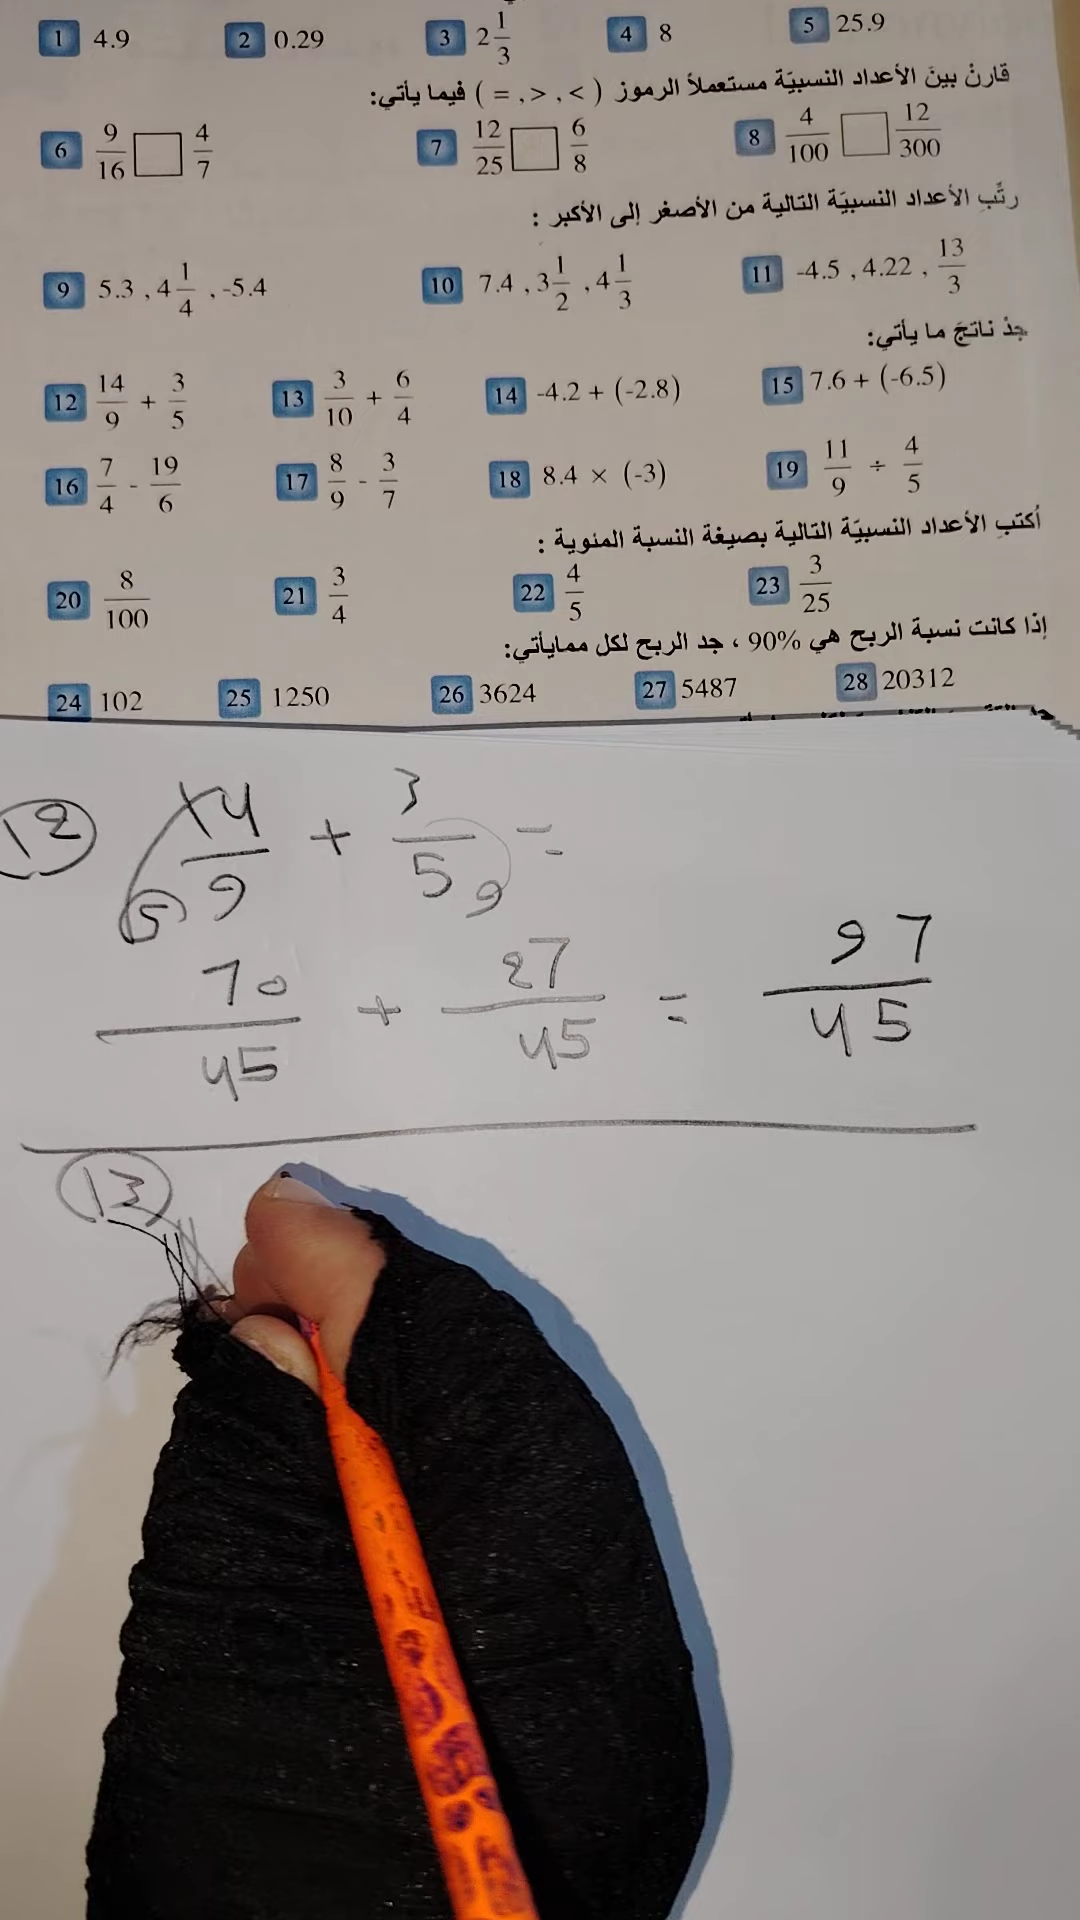 1 4.9 2 0.29 3 2 1/3 4 8 5 25.9
قارنْ بينَ الأعداد النسبيّة مستعملاً الرموز ( < , > , = ) فيما يأتي:
6 9/16 □ 4/7 7 12/25 □ 6/8 8 4/100 □ 12/300
رتِّبِ الأعداد النسبيّة التالية من الأصغر إلى الأكبر :
9 5.3 , 4 1/4 , -5.4 10 7.4 , 3 1/2 , 4 1/3 11 -4.5 , 4.22 , 13/3
جدْ ناتجَ ما يأتي:
12 14/9 + 3/5 13 3/10 + 6/4 14 -4.2 + (-2.8) 15 7.6 + (-6.5)
16 7/4 - 19/6 17 8/9 - 3/7 18 8.4 × (-3) 19 11/9 ÷ 4/5
أكتبِ الأعداد النسبيّة التالية بصيغة النسبة المئوية :
20 8/100 21 3/4 22 4/5 23 3/25
إذا كانت نسبة الربح هي 90% ، جد الربح لكل ممايأتي:
24 102 25 1250 26 3624 27 5487 28 20312
12 5 14/9 + 3/5 9 =
70/45 + 27/45 = 97/45
13